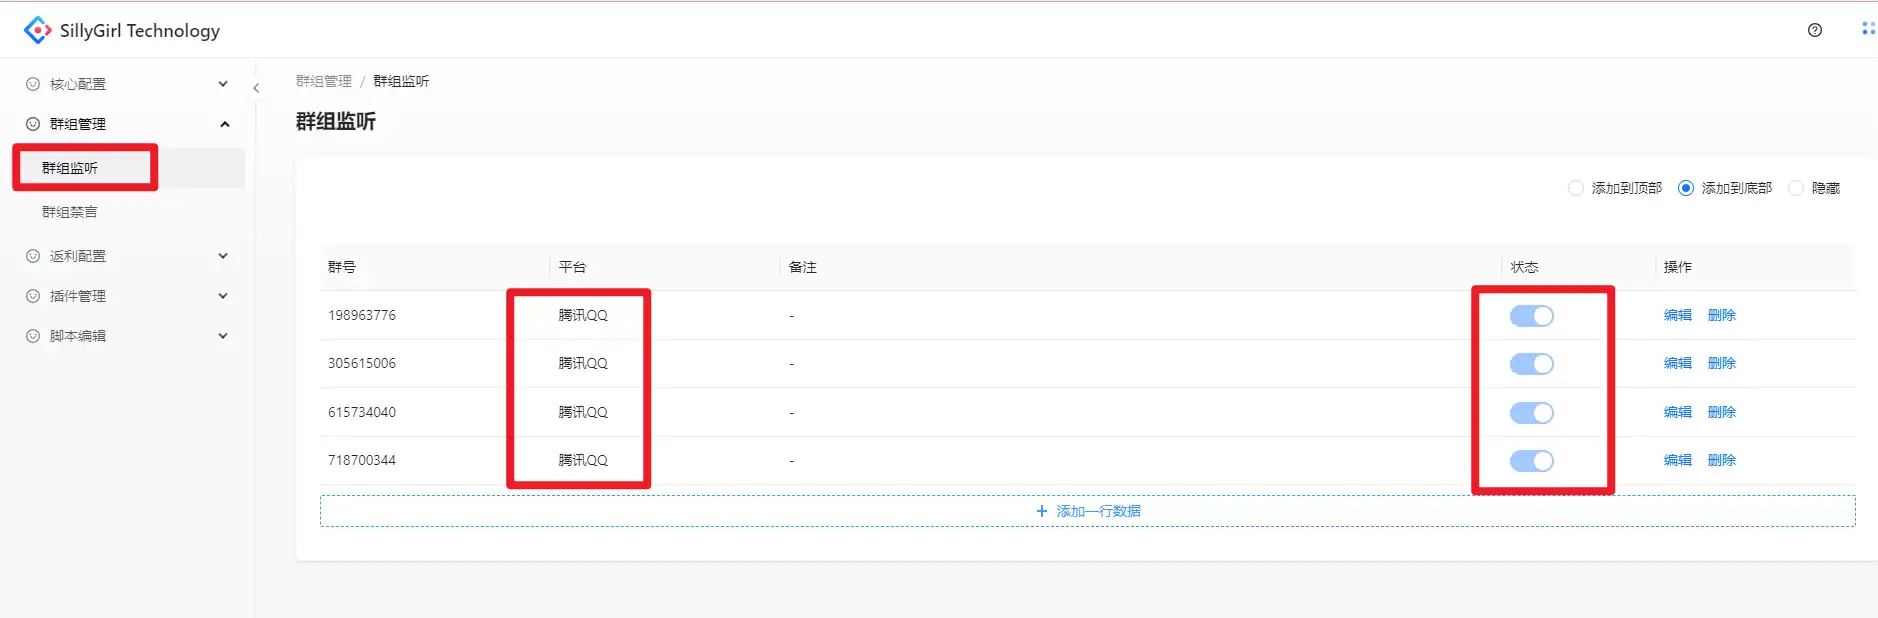 SillyGirl Technology
核心配置
群组管理
群组监听
群组禁言
返利配置
插件管理
脚本编辑
群组管理 / 群组监听
群组监听
添加到顶部 添加到底部 隐藏
群号 平台 备注 状态 操作
198963776 腾讯QQ - 编辑 删除
305615006 腾讯QQ - 编辑 删除
615734040 腾讯QQ - 编辑 删除
718700344 腾讯QQ - 编辑 删除
+ 添加一行数据